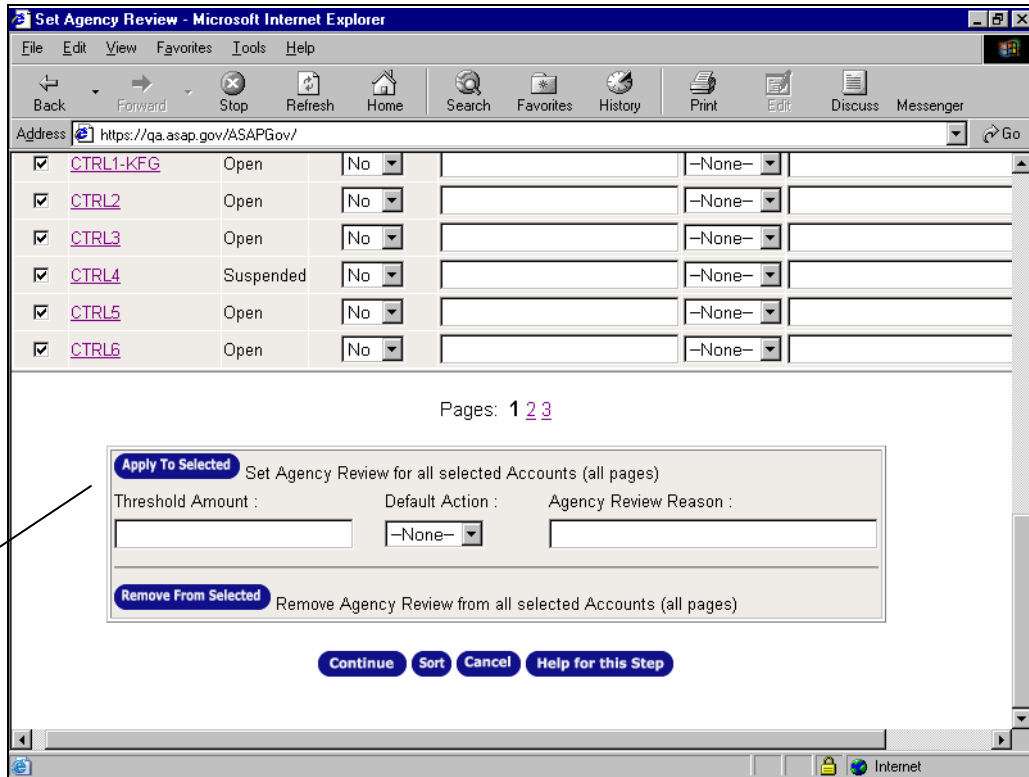 Set Agency Review - Microsoft Internet Explorer
File Edit View Favorites Tools Help
Back Forward Stop Refresh Home Search Favorites History Print Edit Discuss Messenger
Address https://qa.asap.gov/ASAPGov/ Go
CTRL1-KFG Open No –None–
CTRL2 Open No –None–
CTRL3 Open No –None–
CTRL4 Suspended No –None–
CTRL5 Open No –None–
CTRL6 Open No –None–
Pages: 1 2 3
Apply To Selected Set Agency Review for all selected Accounts (all pages)
Threshold Amount : Default Action : Agency Review Reason :
–None–
Remove From Selected Remove Agency Review from all selected Accounts (all pages)
Continue Sort Cancel Help for this Step
Internet